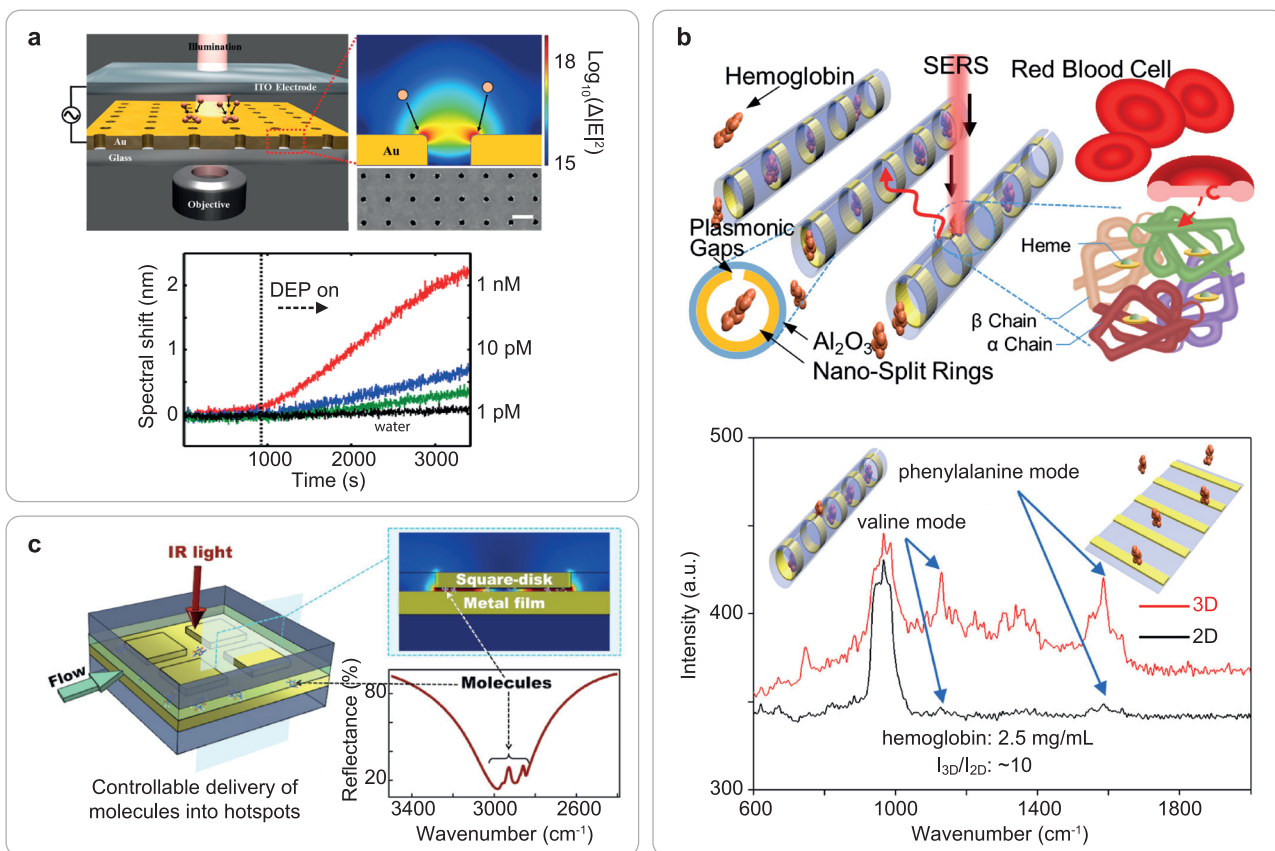 a
Illumination
ITO Electrode
Au
Glass
Objective
Au
18
Log10(Δ|E|²)
15
Spectral shift (nm)
2
1
0
DEP on
1 nM
10 pM
1 pM
water
1000
2000
3000
Time (s)
b
Hemoglobin
SERS
Red Blood Cell
Plasmonic
Gaps
Heme
β Chain
α Chain
Al₂O₃
Nano-Split Rings
500
400
300
Intensity (a.u.)
phenylalanine mode
valine mode
3D
2D
hemoglobin: 2.5 mg/mL
I3D/I2D: ~10
600
1000
1400
1800
Wavenumber (cm⁻¹)
c
IR light
Flow
Controllable delivery of
molecules into hotspots
Square-disk
Metal film
Molecules
Reflectance (%)
80
20
3400
3000
2600
Wavenumber (cm⁻¹)